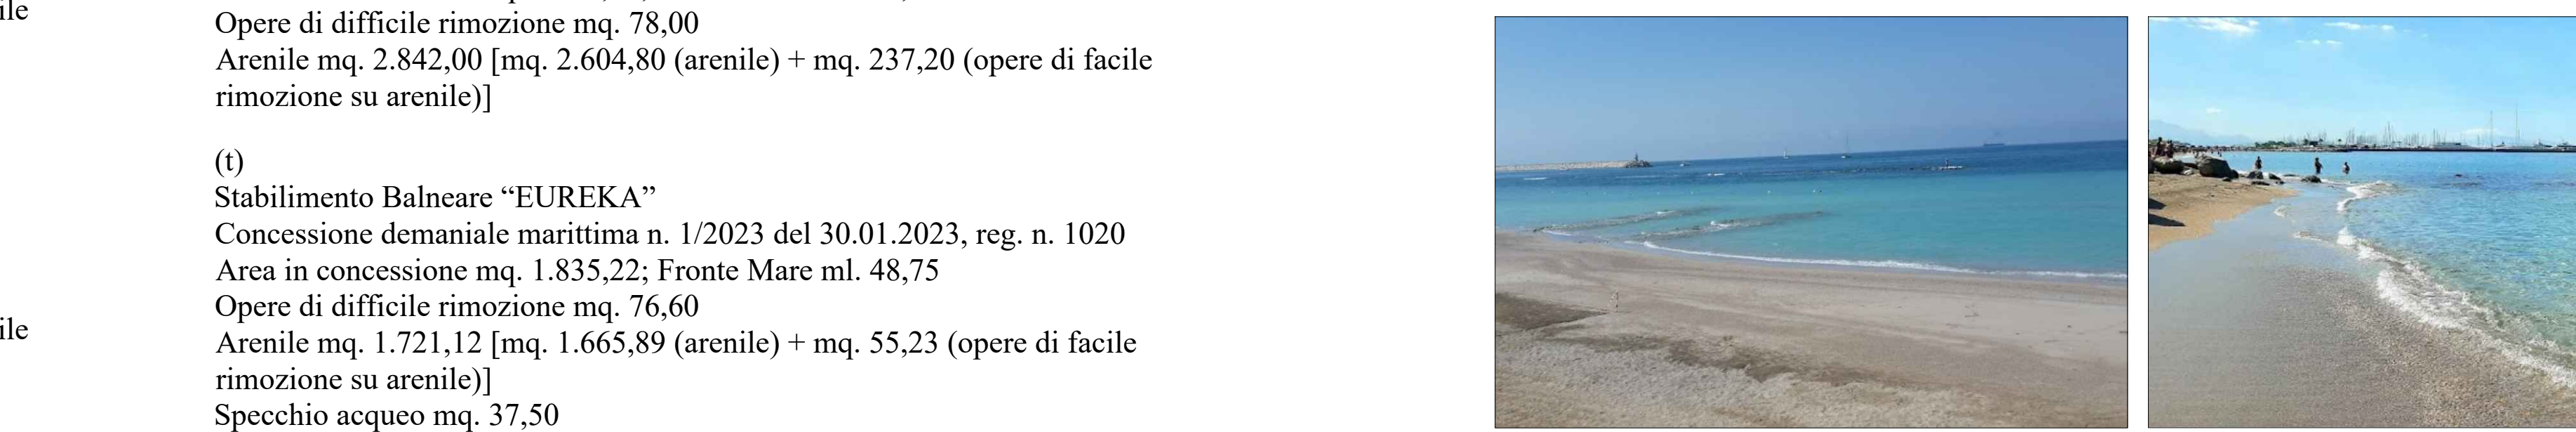 ile
Opere di difficile rimozione mq. 78,00
Arenile mq. 2.842,00 [mq. 2.604,80 (arenile) + mq. 237,20 (opere di facile
rimozione su arenile)]
(t)
Stabilimento Balneare “EUREKA”
Concessione demaniale marittima n. 1/2023 del 30.01.2023, reg. n. 1020
Area in concessione mq. 1.835,22; Fronte Mare ml. 48,75
Opere di difficile rimozione mq. 76,60
ile
Arenile mq. 1.721,12 [mq. 1.665,89 (arenile) + mq. 55,23 (opere di facile
rimozione su arenile)]
Specchio acqueo mq. 37,50